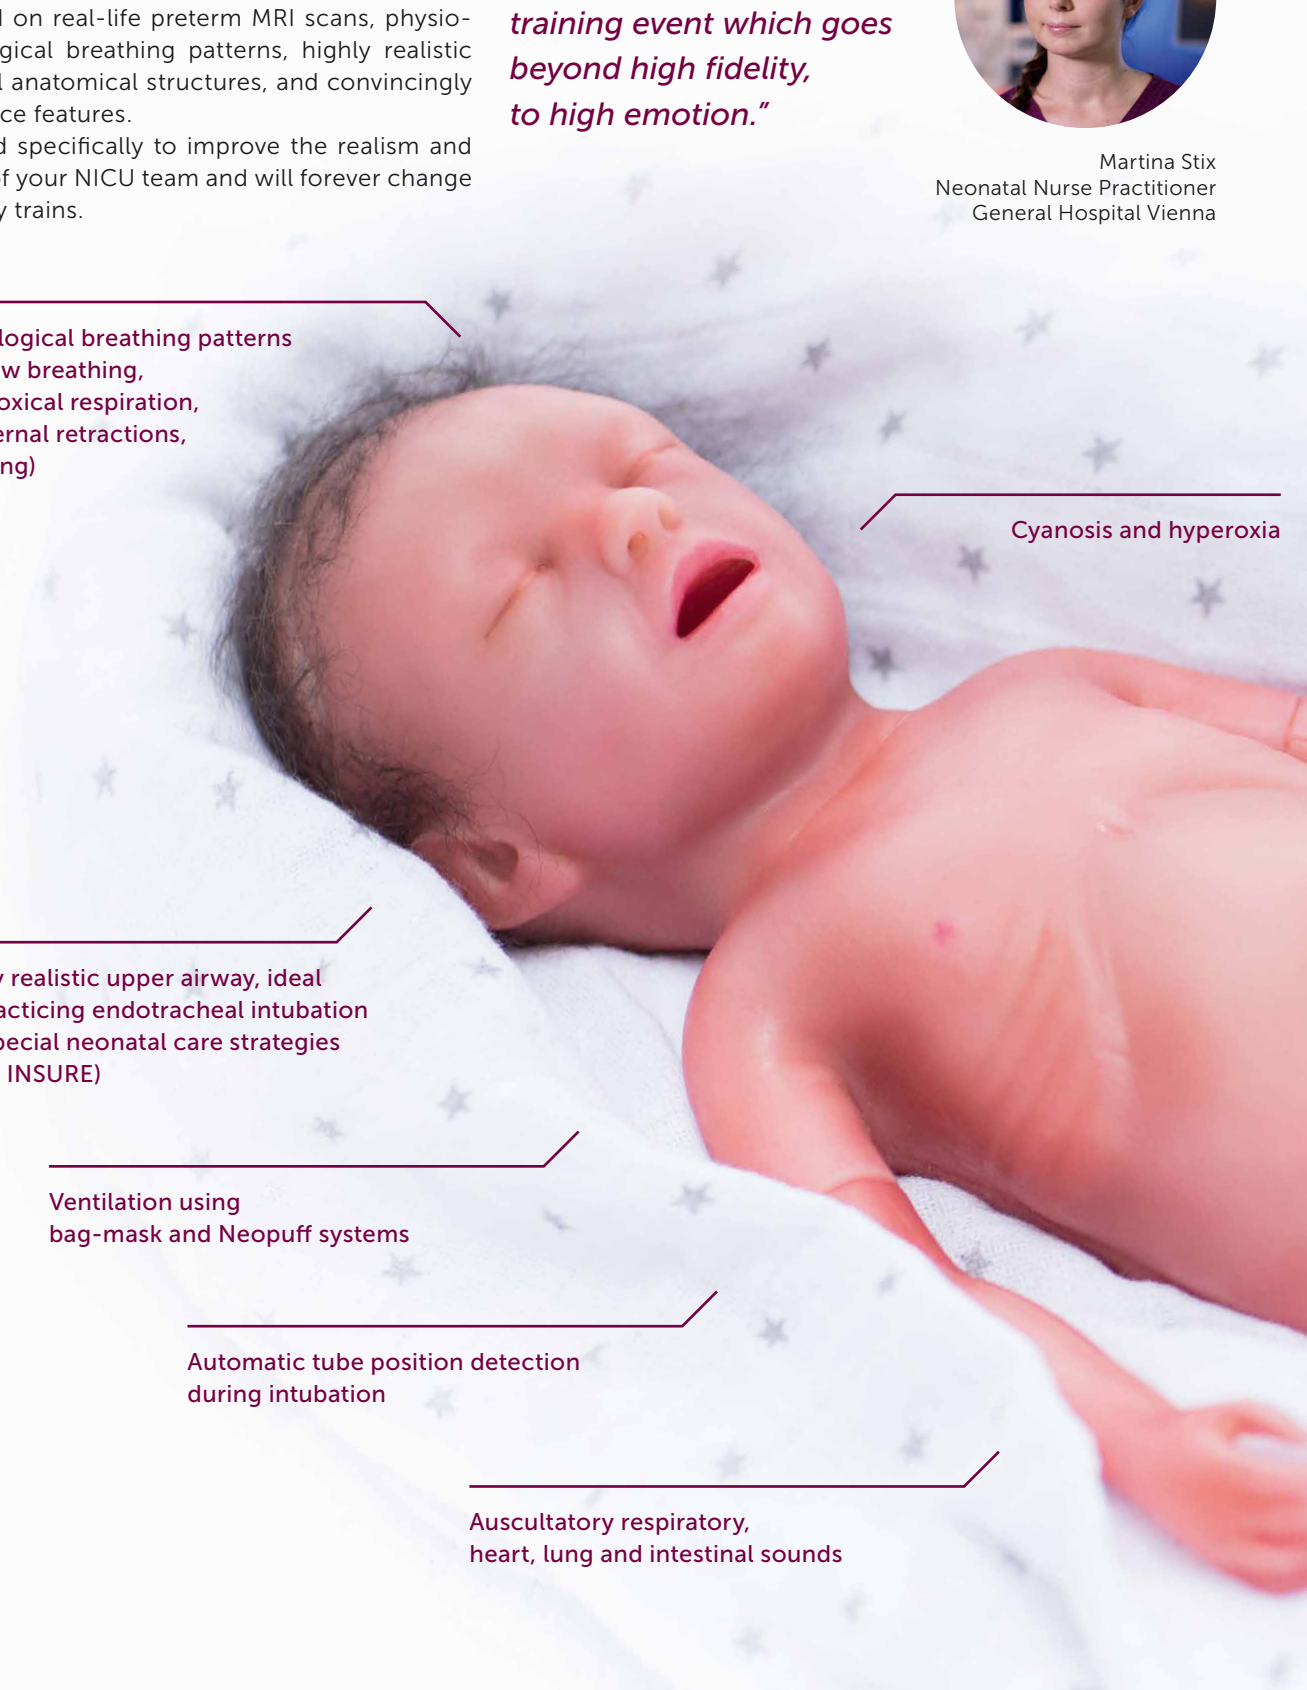 on real-life preterm MRI scans, physio-
gical breathing patterns, highly realistic
anatomical structures, and convincingly
ce features.
specifically to improve the realism and
of your NICU team and will forever change
y trains.
training event which goes
beyond high fidelity,
to high emotion.”
Martina Stix
Neonatal Nurse Practitioner
General Hospital Vienna
logical breathing patterns
w breathing,
oxical respiration,
ernal retractions,
ng)
Cyanosis and hyperoxia
y realistic upper airway, ideal
acticing endotracheal intubation
pecial neonatal care strategies
INSURE)
Ventilation using
bag-mask and Neopuff systems
Automatic tube position detection
during intubation
Auscultatory respiratory,
heart, lung and intestinal sounds